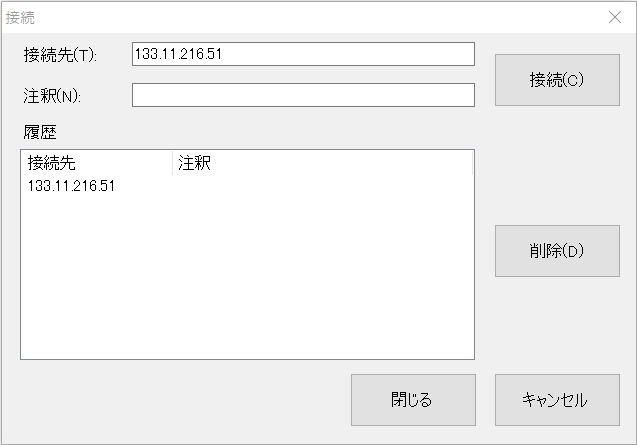 接続
接続先(T): 133.11.216.51
接続(C)
注釈(N):
履歴
接続先 注釈
133.11.216.51
削除(D)
閉じる キャンセル